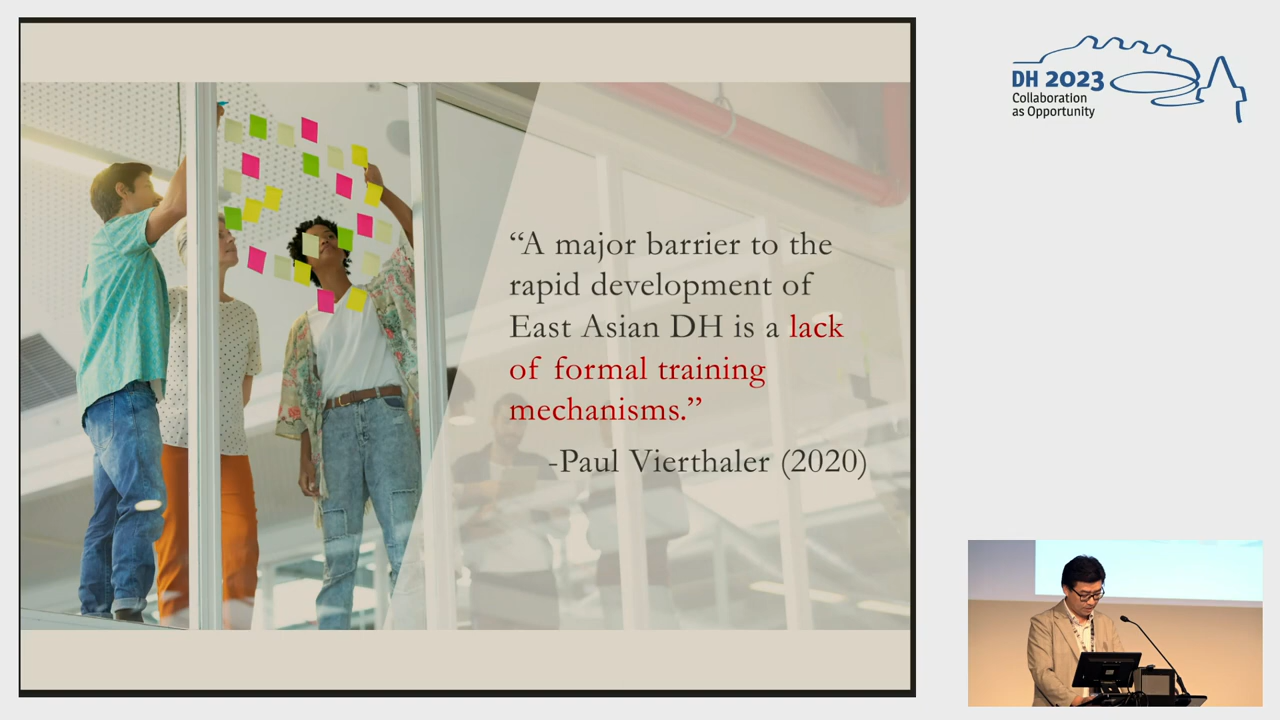 “A major barrier to the
rapid development of
East Asian DH is a lack
of formal training
mechanisms.”
-Paul Vierthaler (2020)
DH 2023
Collaboration
as Opportunity